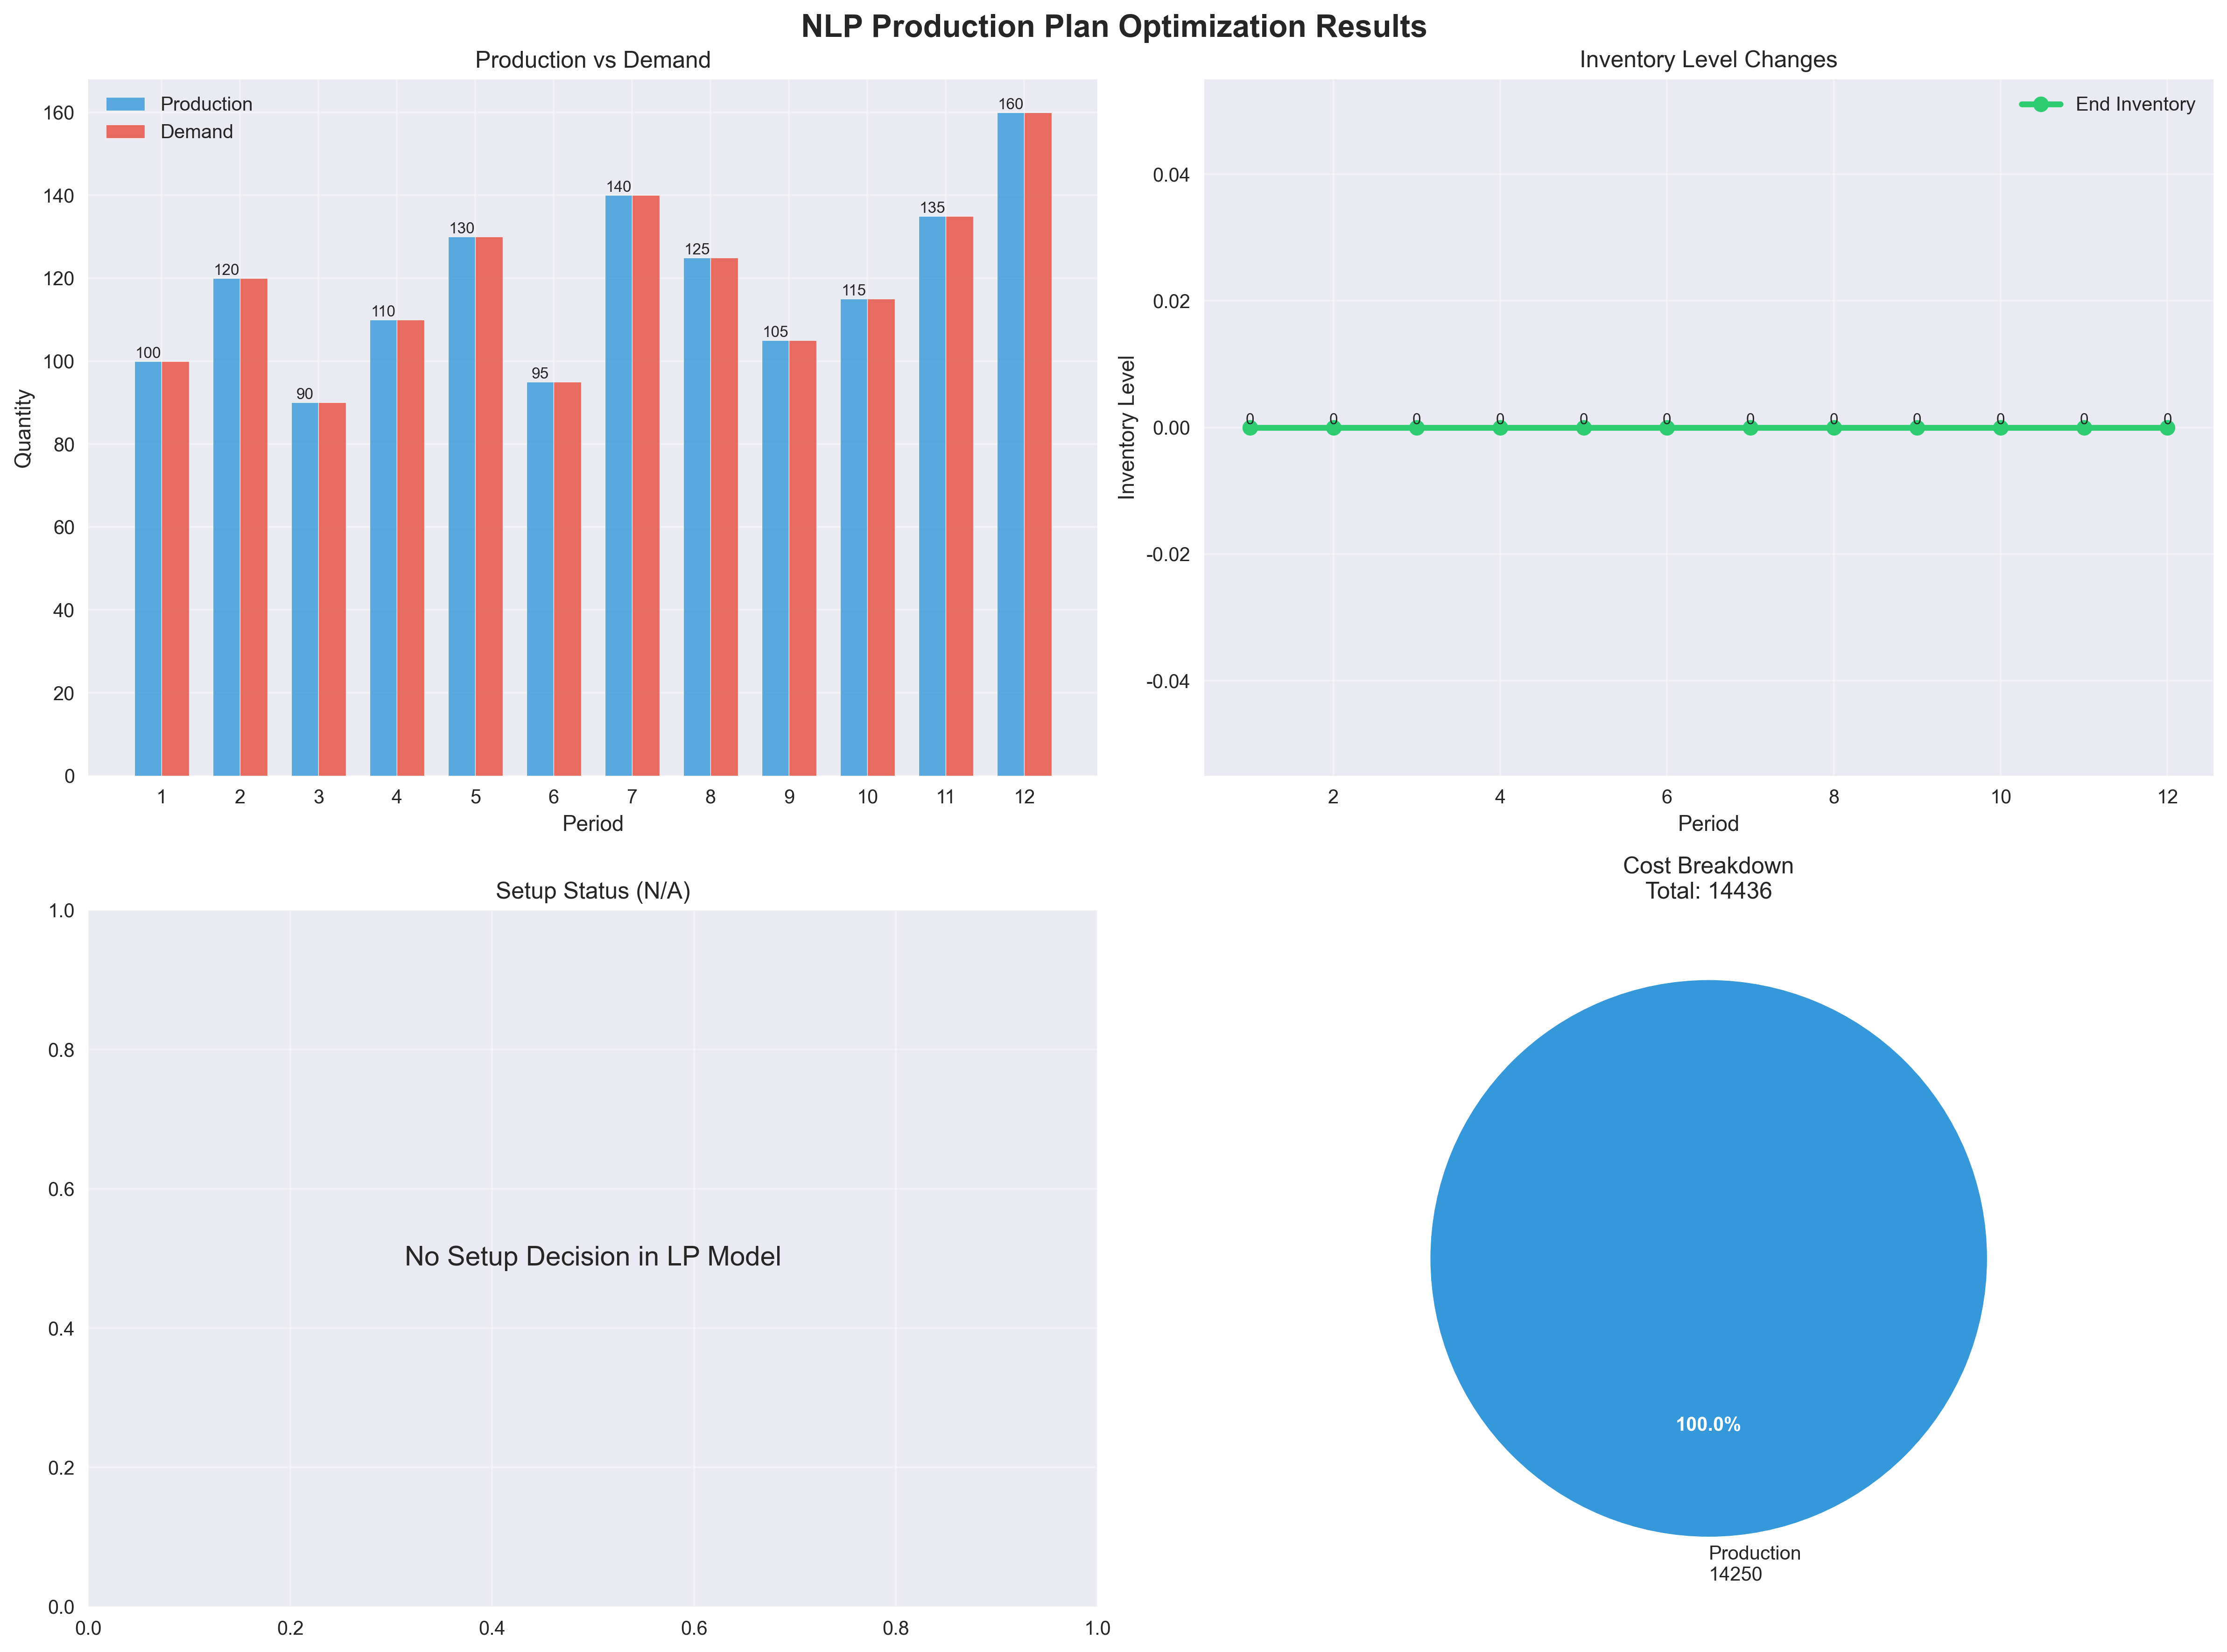 NLP Production Plan Optimization Results
Production vs Demand
Production
Demand
Quantity
160
140
120
100
80
60
40
20
0
100
120
90
110
130
95
140
125
105
115
135
160
1 2 3 4 5 6 7 8 9 10 11 12
Period
Inventory Level Changes
End Inventory
Inventory Level
0.04
0.02
0.00
-0.02
-0.04
0 0 0 0 0 0 0 0 0 0 0 0
2 4 6 8 10 12
Period
Setup Status (N/A)
1.0
0.8
0.6
0.4
0.2
0.0
No Setup Decision in LP Model
0.0 0.2 0.4 0.6 0.8 1.0
Cost Breakdown
Total: 14436
100.0%
Production
14250